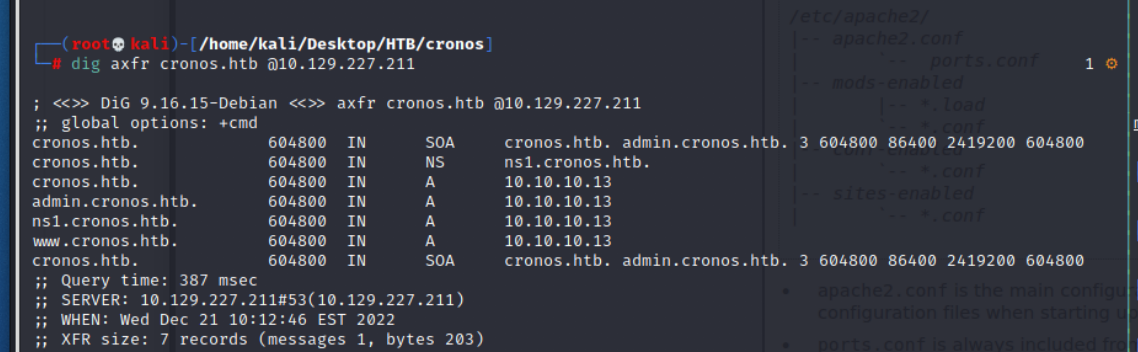 ┌──(root💀kali)-[/home/kali/Desktop/HTB/cronos]
└─# dig axfr cronos.htb @10.129.227.211
1 ⚙
; <<>> DiG 9.16.15-Debian <<>> axfr cronos.htb @10.129.227.211
;; global options: +cmd
cronos.htb. 604800 IN SOA cronos.htb. admin.cronos.htb. 3 604800 86400 2419200 604800
cronos.htb. 604800 IN NS ns1.cronos.htb.
cronos.htb. 604800 IN A 10.10.10.13
admin.cronos.htb. 604800 IN A 10.10.10.13
ns1.cronos.htb. 604800 IN A 10.10.10.13
www.cronos.htb. 604800 IN A 10.10.10.13
cronos.htb. 604800 IN SOA cronos.htb. admin.cronos.htb. 3 604800 86400 2419200 604800
;; Query time: 387 msec
;; SERVER: 10.129.227.211#53(10.129.227.211)
;; WHEN: Wed Dec 21 10:12:46 EST 2022
;; XFR size: 7 records (messages 1, bytes 203)
/etc/apache2/
|-- apache2.conf
| `-- ports.conf
|-- mods-enabled
| |-- *.load
| `-- *.conf
| `-- *.conf
|-- sites-enabled
| `-- *.conf
• apache2.conf is the main
configuration files when starting
• ports.conf is always included